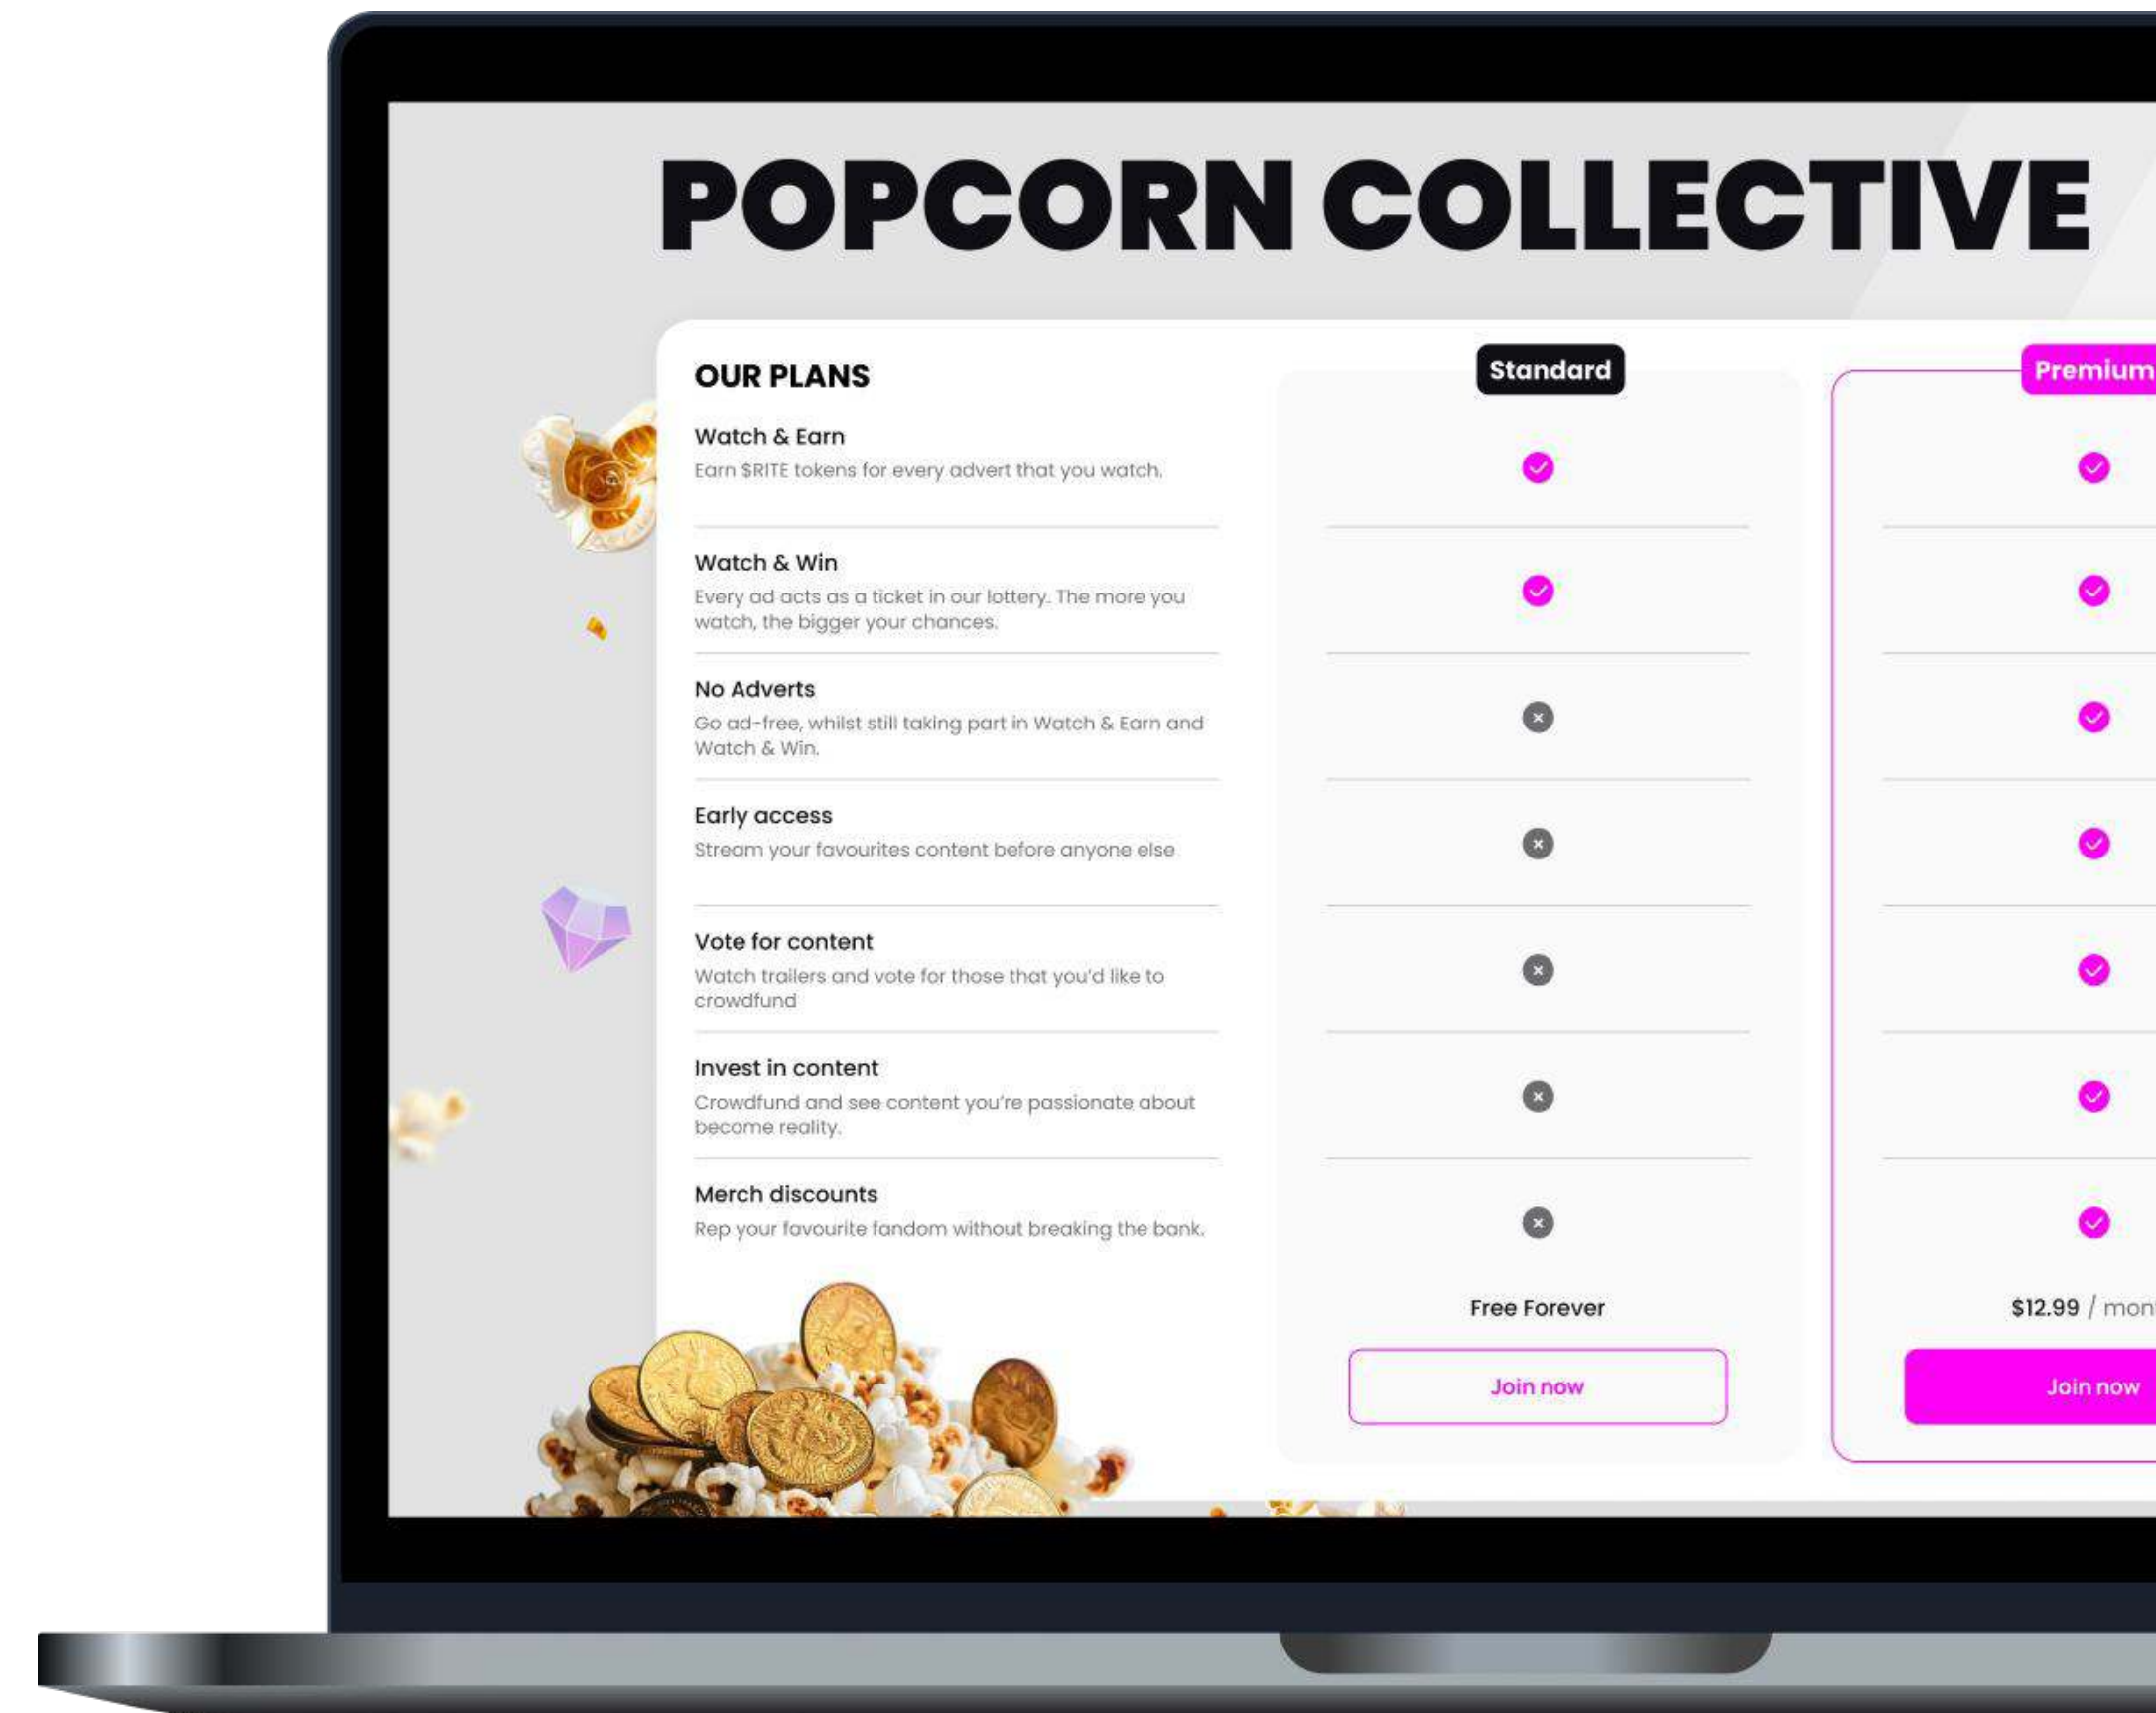 POPCORN COLLECTIVE
OUR PLANS
Standard
Premium
Watch & Earn
Earn $RITE tokens for every advert that you watch.
Watch & Win
Every ad acts as a ticket in our lottery. The more you
watch, the bigger your chances.
No Adverts
Go ad-free, whilst still taking part in Watch & Earn and
Watch & Win.
Early access
Stream your favourites content before anyone else
Vote for content
Watch trailers and vote for those that you'd like to
crowdfund
Invest in content
Crowdfund and see content you're passionate about
become reality.
Merch discounts
Rep your favourite fandom without breaking the bank.
Free Forever
$12.99 /
Join now
Join now